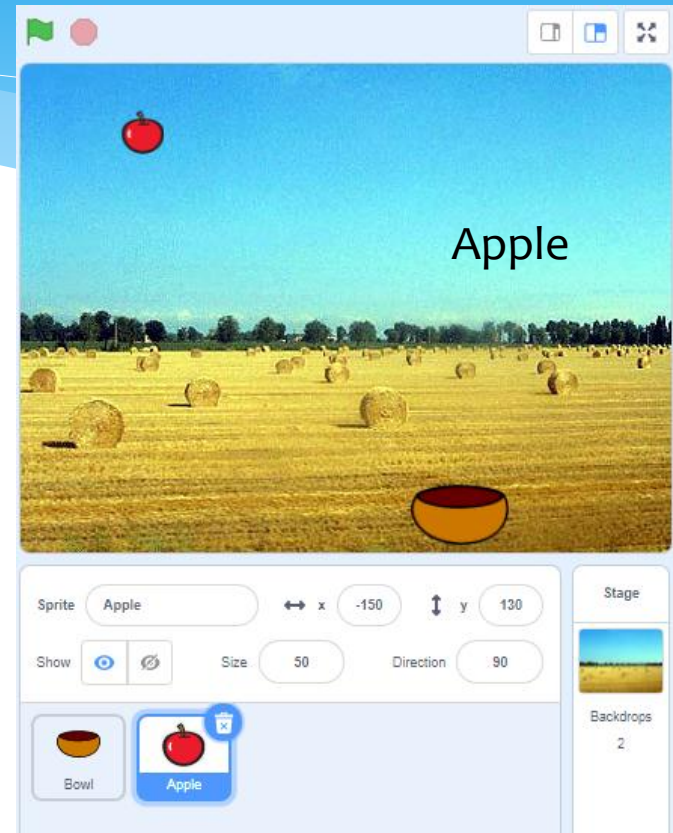 Apple
Sprite Apple x -150 y 130
Show Size 50 Direction 90
Stage
Backdrops
2
Bowl
Apple